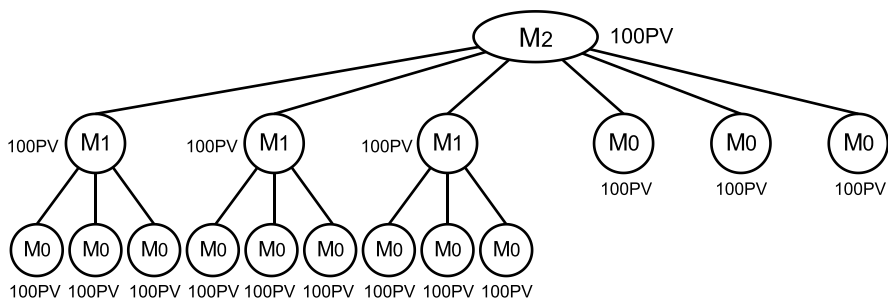 M2 100PV
100PV M1 100PV M1 100PV M1 M0 M0 M0
100PV 100PV 100PV
M0 M0 M0 M0 M0 M0 M0 M0 M0
100PV 100PV 100PV 100PV 100PV 100PV 100PV 100PV 100PV